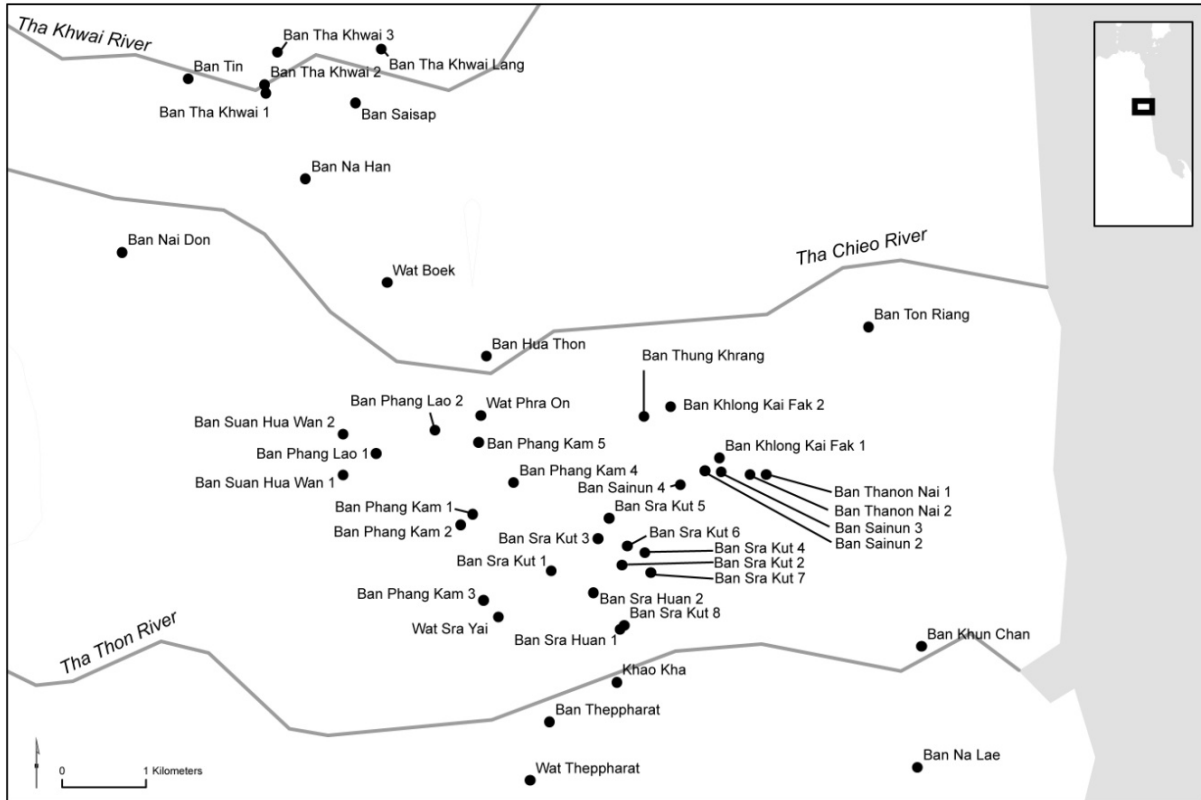 Tha Khwai River
Ban Tha Khwai 3
Ban Tin
Ban Tha Khwai 2
Ban Tha Khwai Lang
Ban Tha Khwai 1
Ban Saisap
Ban Na Han
Ban Nai Don
Tha Chieo River
Wat Boek
Ban Ton Riang
Ban Hua Thon
Ban Thung Khrang
Ban Phang Lao 2
Wat Phra On
Ban Khlong Kai Fak 2
Ban Suan Hua Wan 2
Ban Phang Kam 5
Ban Khlong Kai Fak 1
Ban Phang Lao 1
Ban Phang Kam 4
Ban Suan Hua Wan 1
Ban Sainun 4
Ban Thanon Nai 1
Ban Phang Kam 1
Ban Sra Kut 5
Ban Thanon Nai 2
Ban Sainun 3
Ban Phang Kam 2
Ban Sra Kut 3
Ban Sra Kut 6
Ban Sainun 2
Ban Sra Kut 4
Ban Sra Kut 1
Ban Sra Kut 2
Ban Sra Kut 7
Ban Phang Kam 3
Ban Sra Huan 2
Ban Sra Kut 8
Wat Sra Yai
Ban Sra Huan 1
Tha Thon River
Ban Khun Chan
Khao Kha
Ban Theppharat
Ban Na Lae
Wat Theppharat
0 1 Kilometers